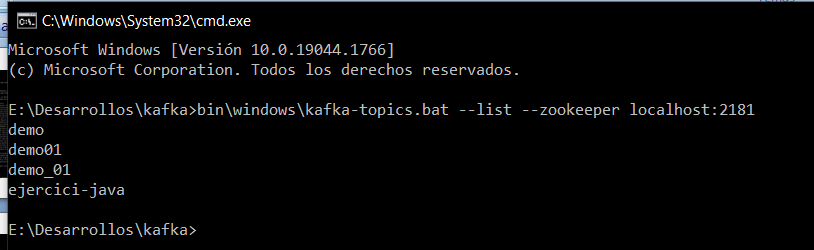 C:\Windows\System32\cmd.exe
Microsoft Windows [Versión 10.0.19044.1766]
(c) Microsoft Corporation. Todos los derechos reservados.
E:\Desarrollos\kafka>bin\windows\kafka-topics.bat --list --zookeeper localhost:2181
demo
demo01
demo_01
ejercici-java
E:\Desarrollos\kafka>